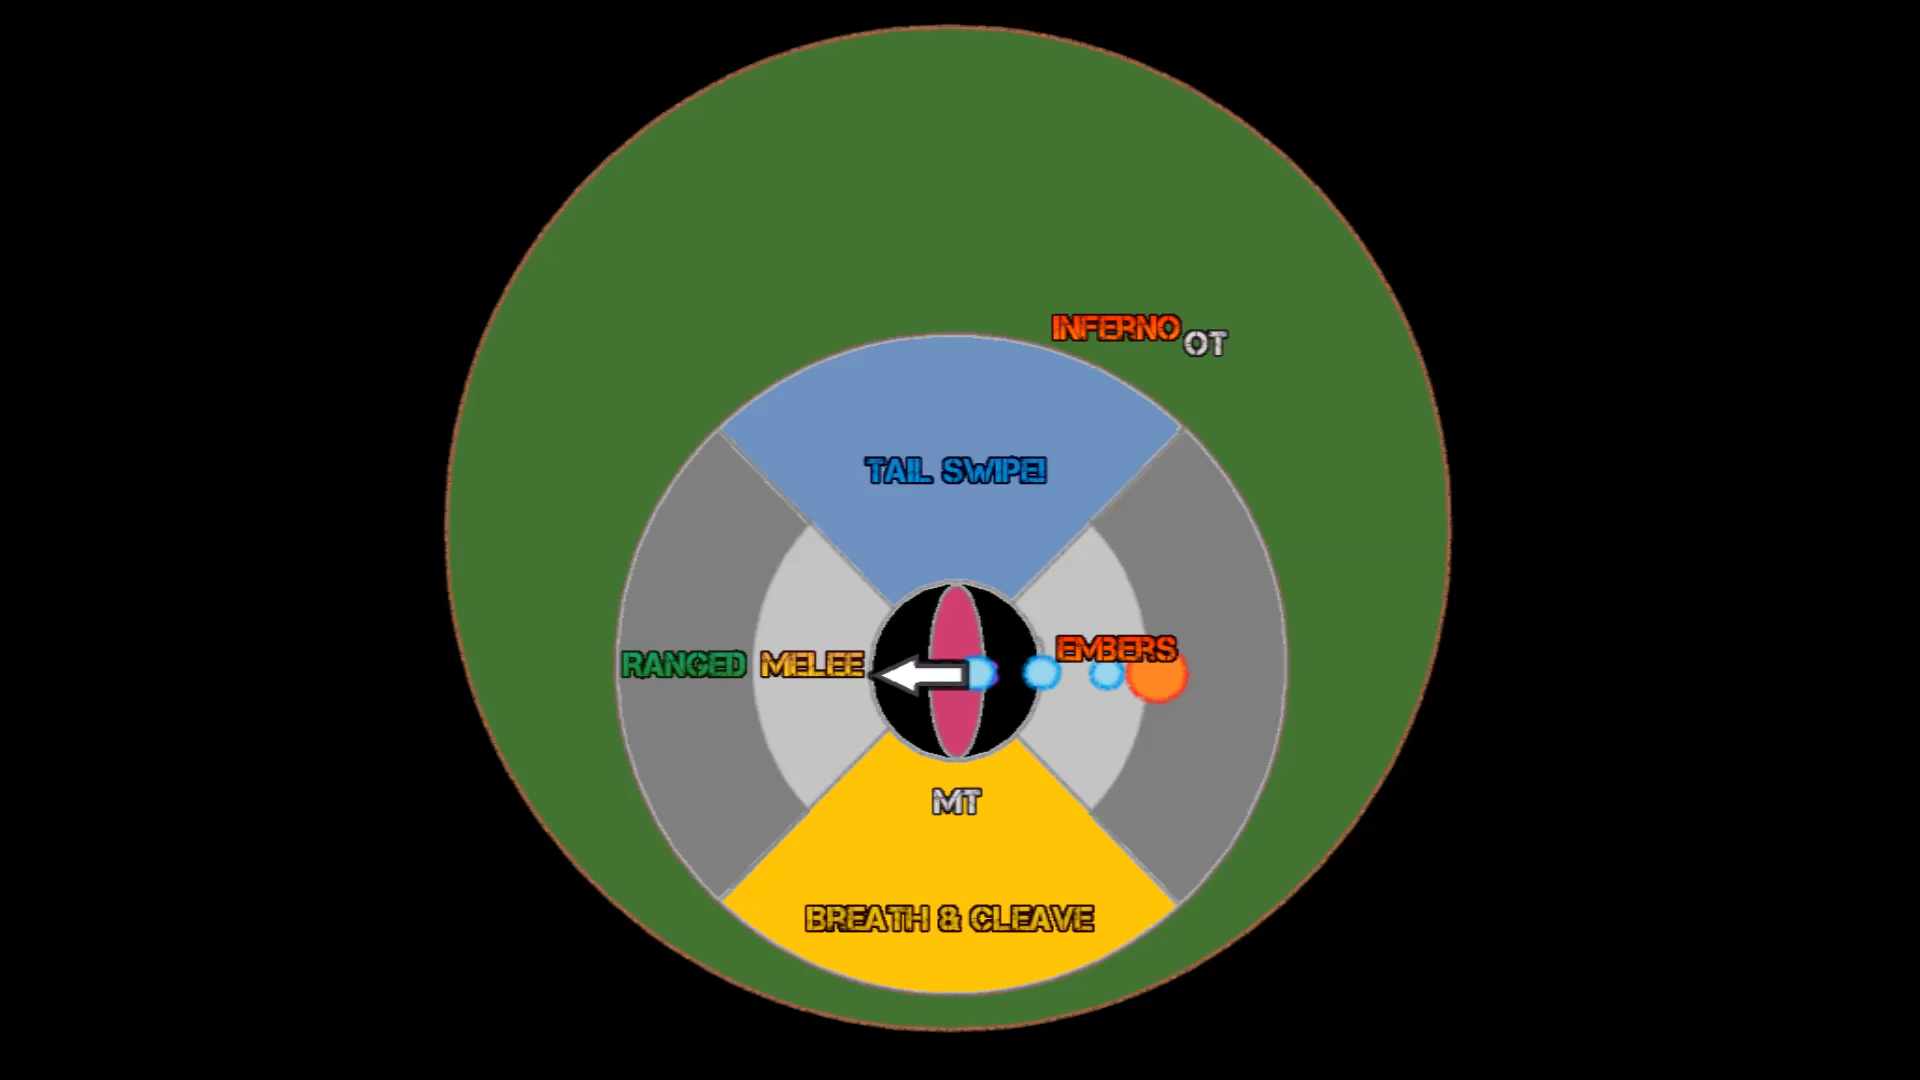 INFERNO
OT
TAIL SWIPE!
EMBERS
RANGED MELEE
MT
BREATH & CLEAVE